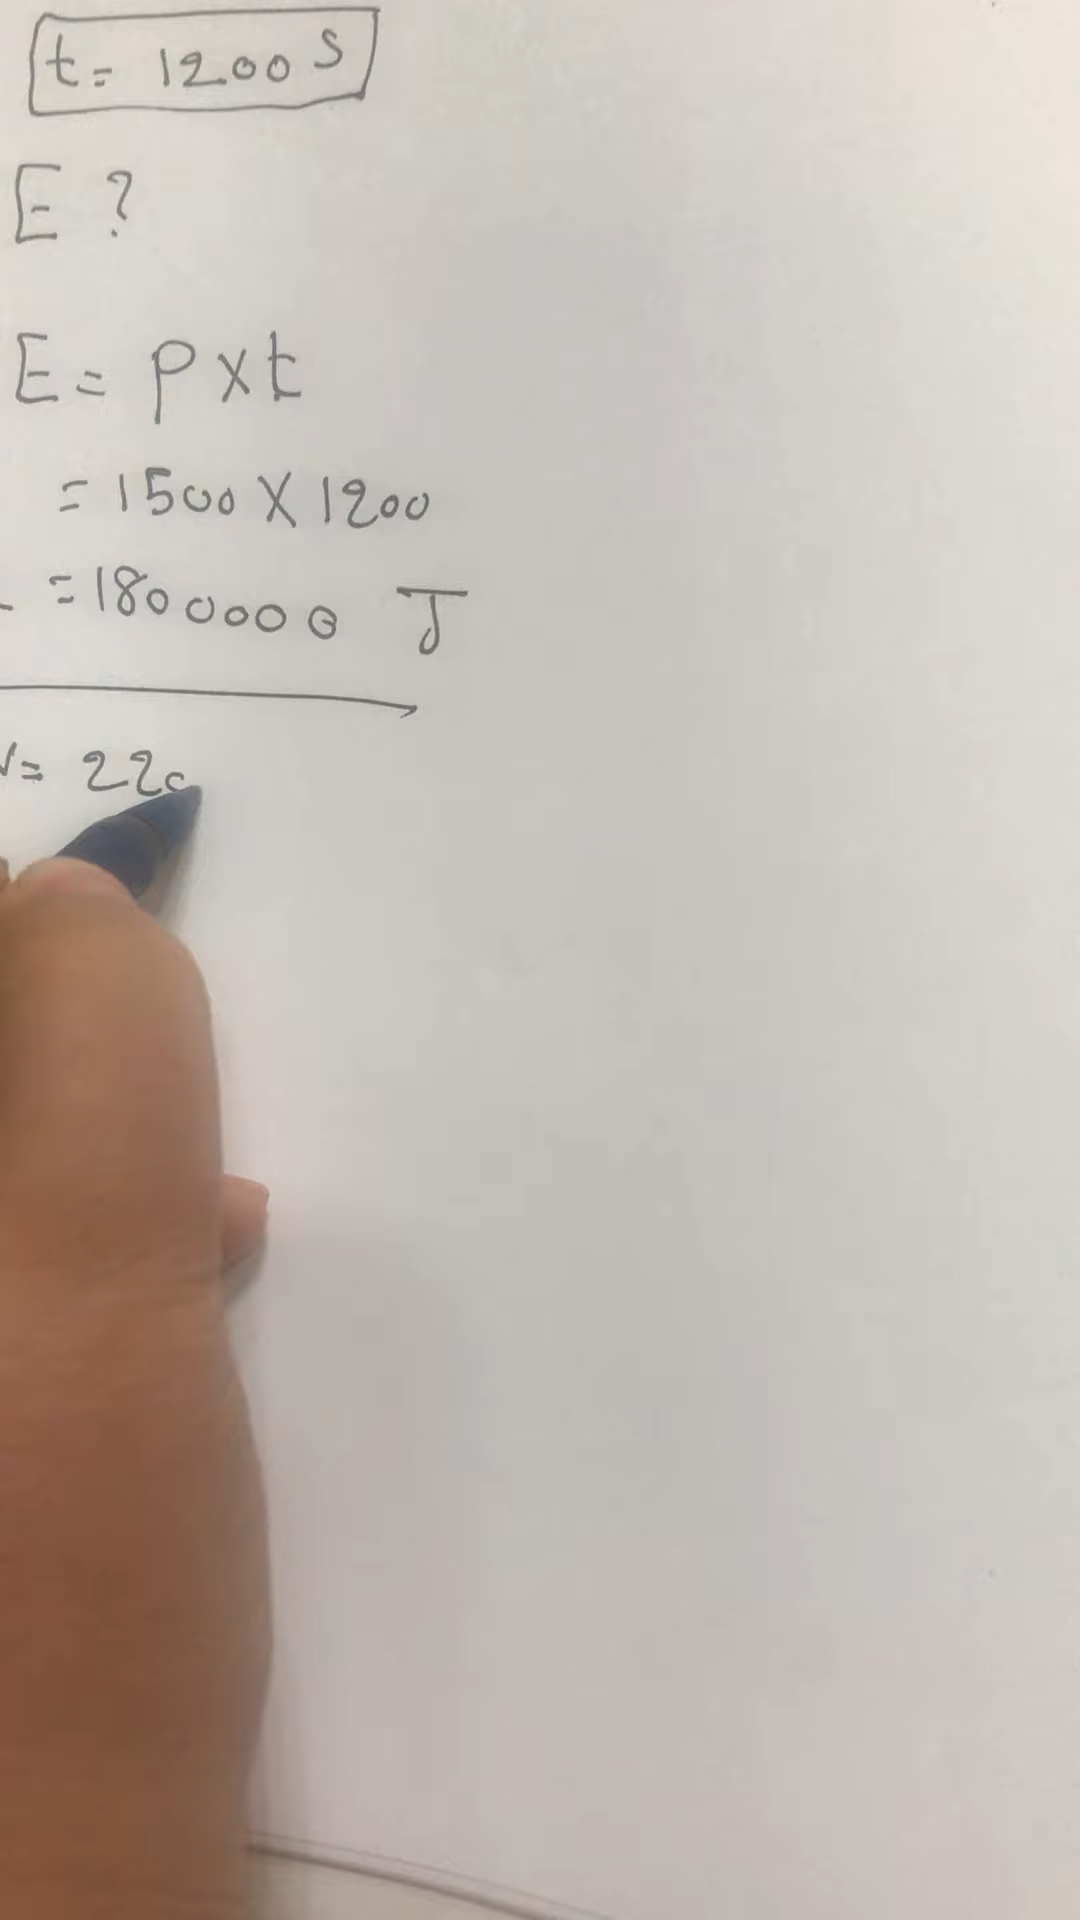 t= 1200 S
E ?
E= P x t
= 1500 X 1200
= 1800000 J
= 220